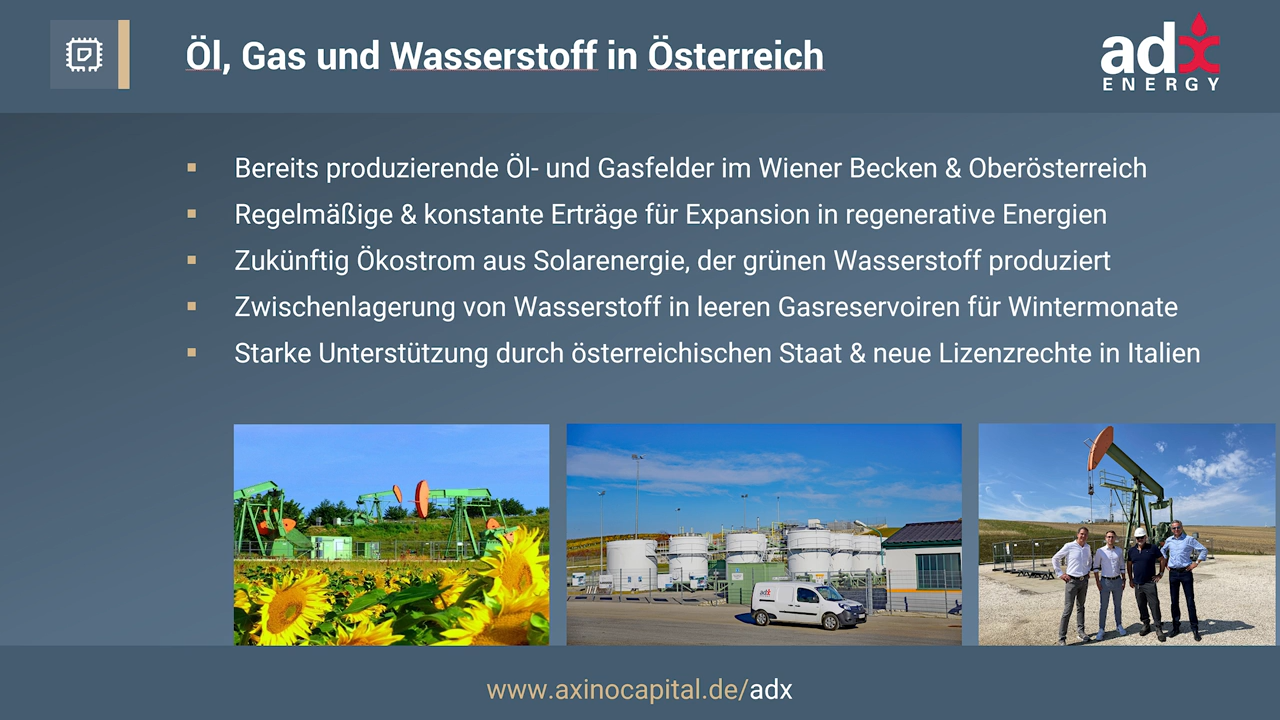 Öl, Gas und Wasserstoff in Österreich
adx
ENERGY
Bereits produzierende Öl- und Gasfelder im Wiener Becken & Oberösterreich
Regelmäßige & konstante Erträge für Expansion in regenerative Energien
Zukünftig Ökostrom aus Solarenergie, der grünen Wasserstoff produziert
Zwischenlagerung von Wasserstoff in leeren Gasreservoiren für Wintermonate
Starke Unterstützung durch österreichischen Staat & neue Lizenzrechte in Italien
adx
www.axinocapital.de/adx